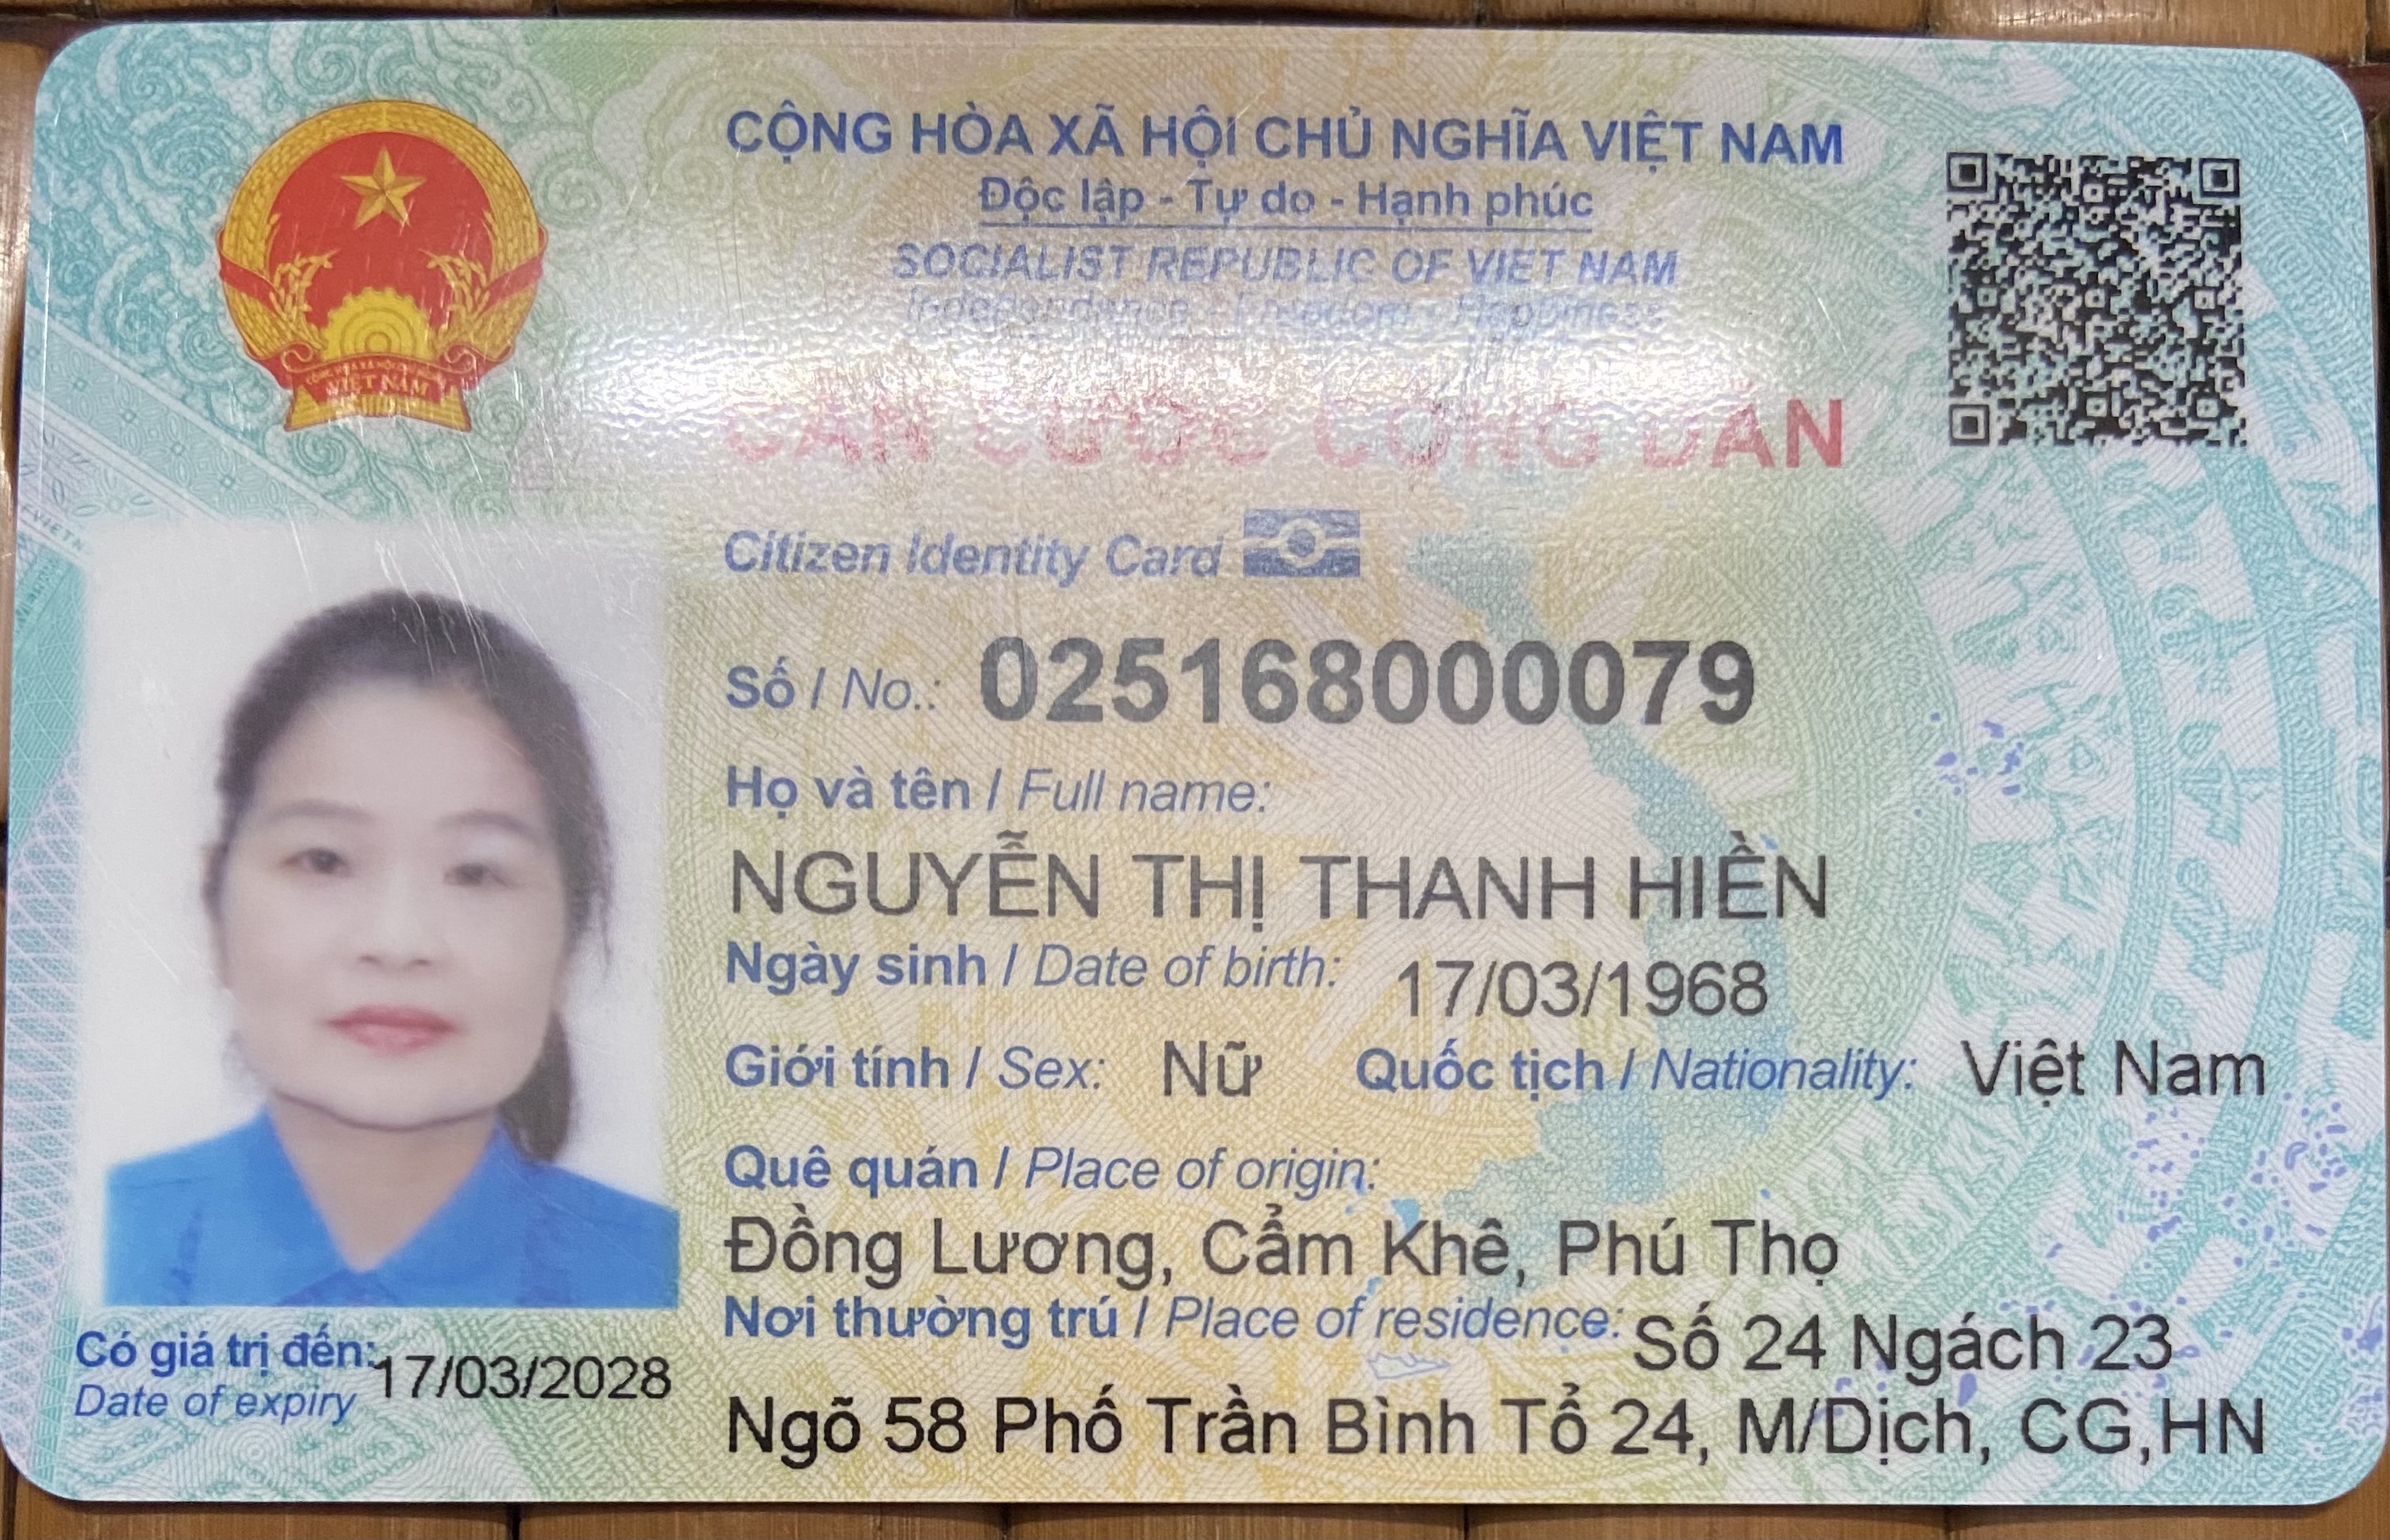 CỘNG HÒA XÃ HỘI CHỦ NGHĨA VIỆT NAM
Độc lập - Tự do - Hạnh phúc
SOCIALIST REPUBLIC OF VIET NAM
Independence - Freedom - Happiness
VIỆT NAM
CĂN CƯỚC CÔNG DÂN
Citizen Identity Card
Số / No.: 025168000079
Họ và tên / Full name:
NGUYỄN THỊ THANH HIỀN
Ngày sinh / Date of birth: 17/03/1968
Giới tính / Sex: Nữ Quốc tịch / Nationality: Việt Nam
Quê quán / Place of origin:
Đồng Lương, Cẩm Khê, Phú Thọ
Nơi thường trú / Place of residence: Số 24 Ngách 23
Ngõ 58 Phố Trần Bình Tổ 24, M/Dịch, CG,HN
Có giá trị đến: 17/03/2028
Date of expiry